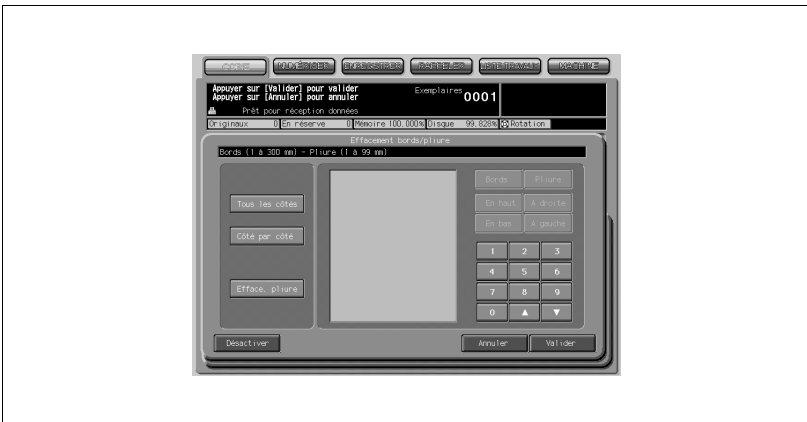 COPIE NUMÉRISER ENREGISTRER RAPPELER LISTE TRAVAUX MACHINE
Appuyer sur [Valider] pour valider
Appuyer sur [Annuler] pour annuler
Exemplaires 0001
Prêt pour réception données
Originaux 0 En réserve 0 Mémoire 100.000% Disque 99.828% Rotation
Effacement bords/pliure
Bords (1 à 300 mm) - Pliure (1 à 99 mm)
Tous les côtés
Côté par côté
Efface. pliure
Bords Pliure
En haut A droite
En bas A gauche
1 2 3
4 5 6
7 8 9
0 ▲ ▼
Désactiver Annuler Valider